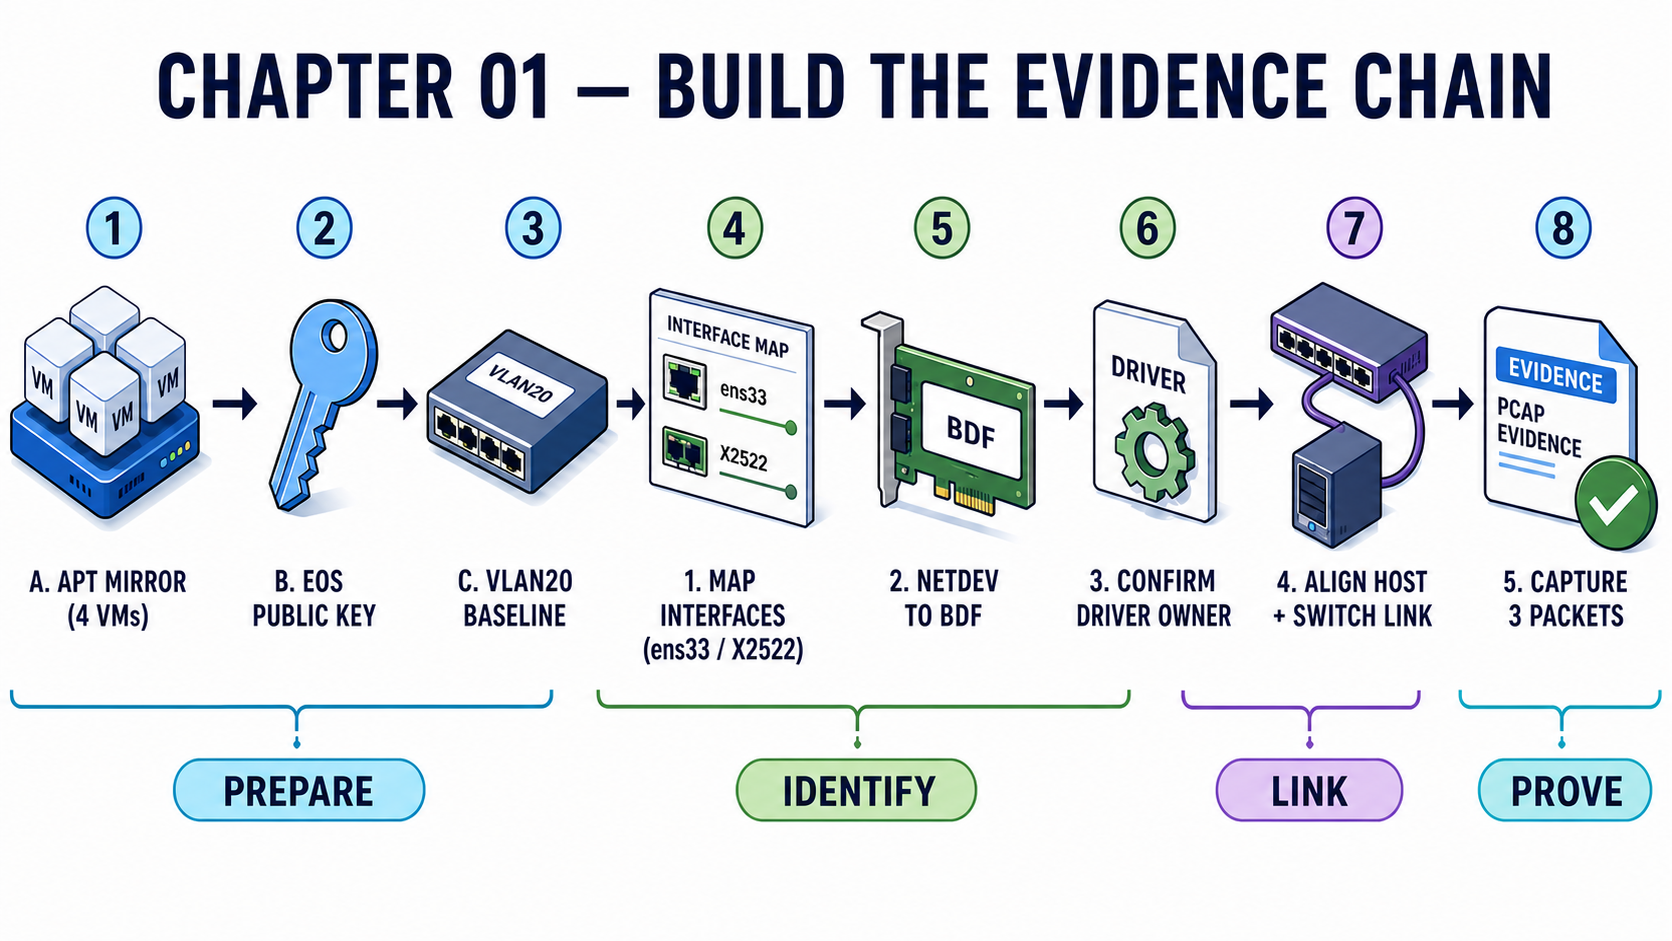 CHAPTER 01 — BUILD THE EVIDENCE CHAIN
1
2
3
4
5
6
7
8
VM
VM
VM
VM
VLAN20
INTERFACE MAP
ens33
X2522
BDF
DRIVER
EVIDENCE
PCAP
EVIDENCE
A. APT MIRROR
(4 VMs)
B. EOS
PUBLIC KEY
C. VLAN20
BASELINE
1. MAP
INTERFACES
(ens33 / X2522)
2. NETDEV
TO BDF
3. CONFIRM
DRIVER OWNER
4. ALIGN HOST
+ SWITCH LINK
5. CAPTURE
3 PACKETS
PREPARE
IDENTIFY
LINK
PROVE